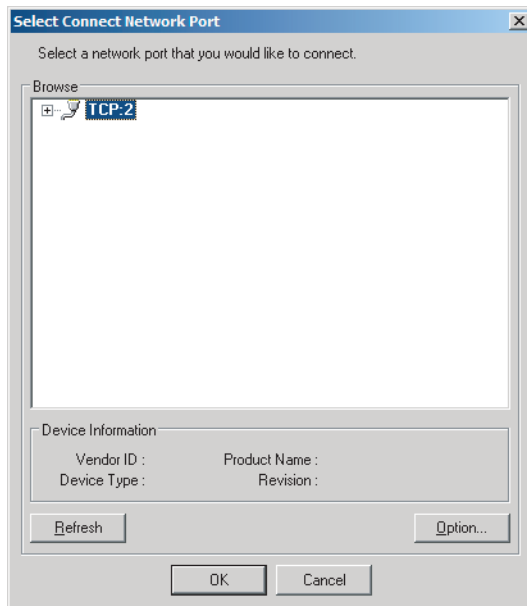 Select Connect Network Port
Select a network port that you would like to connect.
Browse
TCP:2
Device Information
Vendor ID : Product Name :
Device Type : Revision :
Refresh Option...
OK Cancel